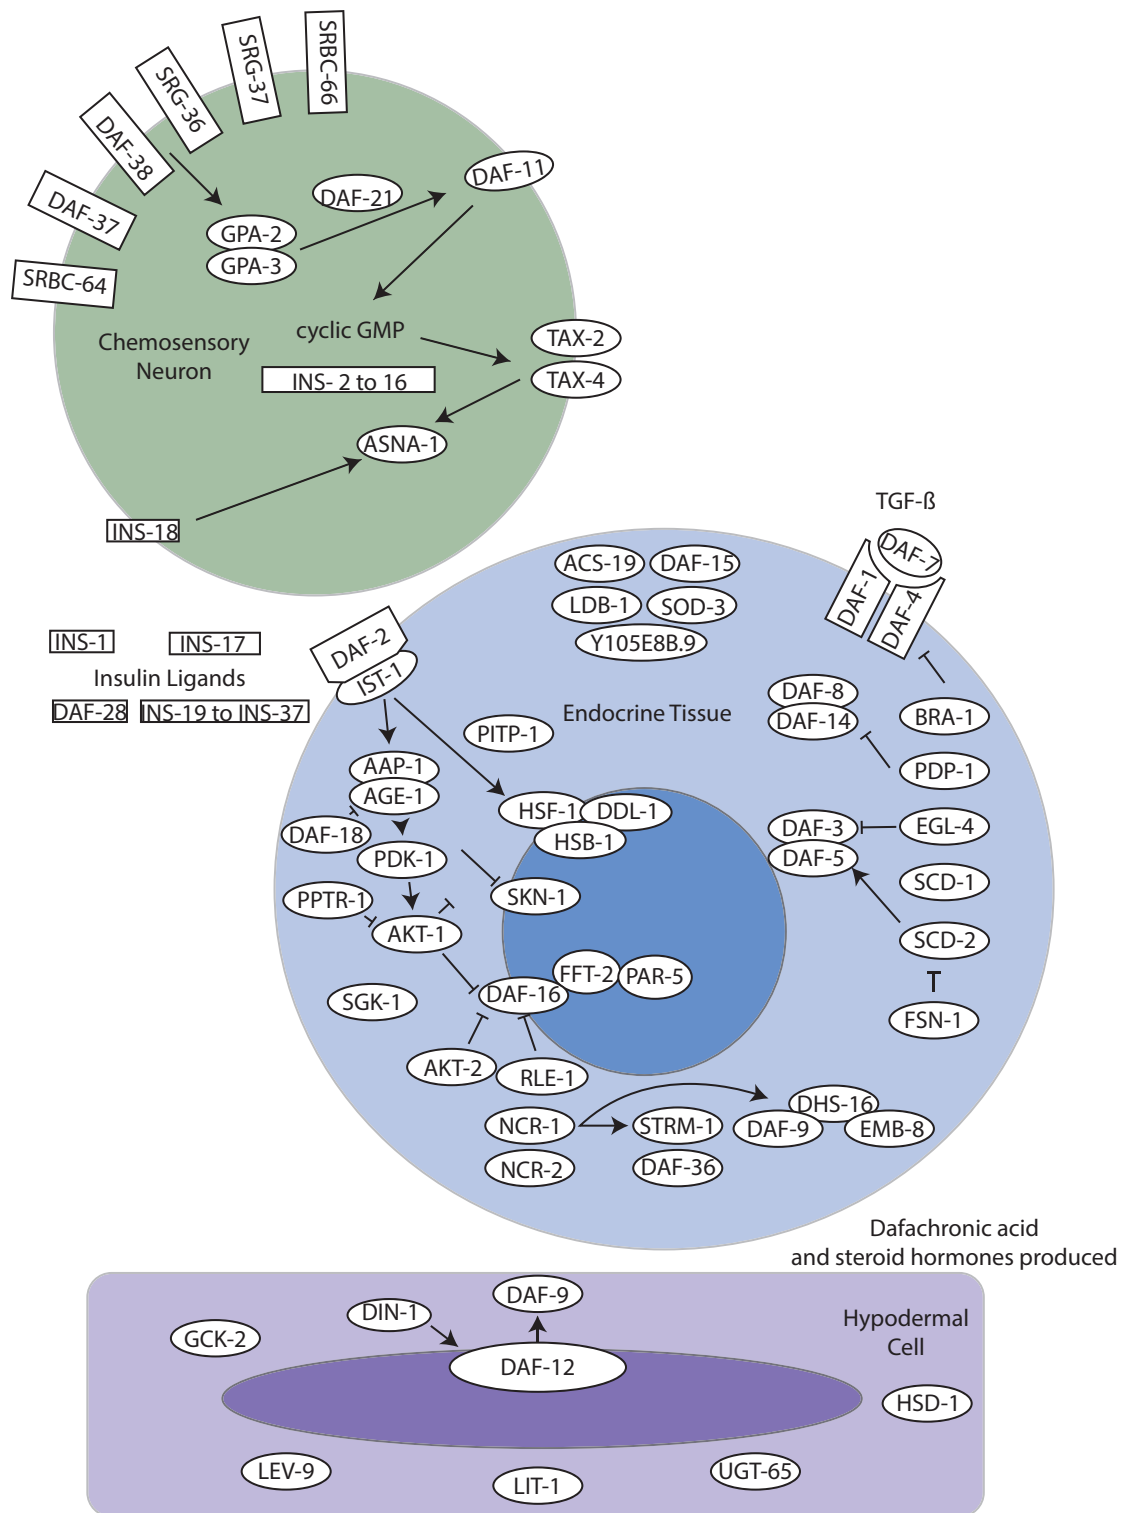 SRBC-66
SRG-37
SRG-36
DAF-38
DAF-37
SRBC-64
DAF-11
DAF-21
GPA-2
GPA-3
cyclic GMP
Chemosensory
Neuron
TAX-2
TAX-4
INS- 2 to 16
ASNA-1
INS-18
TGF-ß
DAF-7
DAF-1
DAF-4
ACS-19
DAF-15
LDB-1
SOD-3
Y105E8B.9
INS-1
INS-17
Insulin Ligands
DAF-28
INS-19 to INS-37
DAF-2
IST-1
Endocrine Tissue
PITP-1
DAF-8
DAF-14
BRA-1
PDP-1
AAP-1
AGE-1
DAF-18
PDK-1
HSF-1
DDL-1
HSB-1
DAF-3
DAF-5
EGL-4
SCD-1
SCD-2
FSN-1
PPTR-1
AKT-1
SKN-1
SGK-1
DAF-16
FFT-2
PAR-5
AKT-2
RLE-1
NCR-1
NCR-2
STRM-1
DAF-36
DHS-16
DAF-9
EMB-8
Dafachronic acid
and steroid hormones produced
DAF-9
DIN-1
GCK-2
DAF-12
Hypodermal
Cell
HSD-1
LEV-9
LIT-1
UGT-65